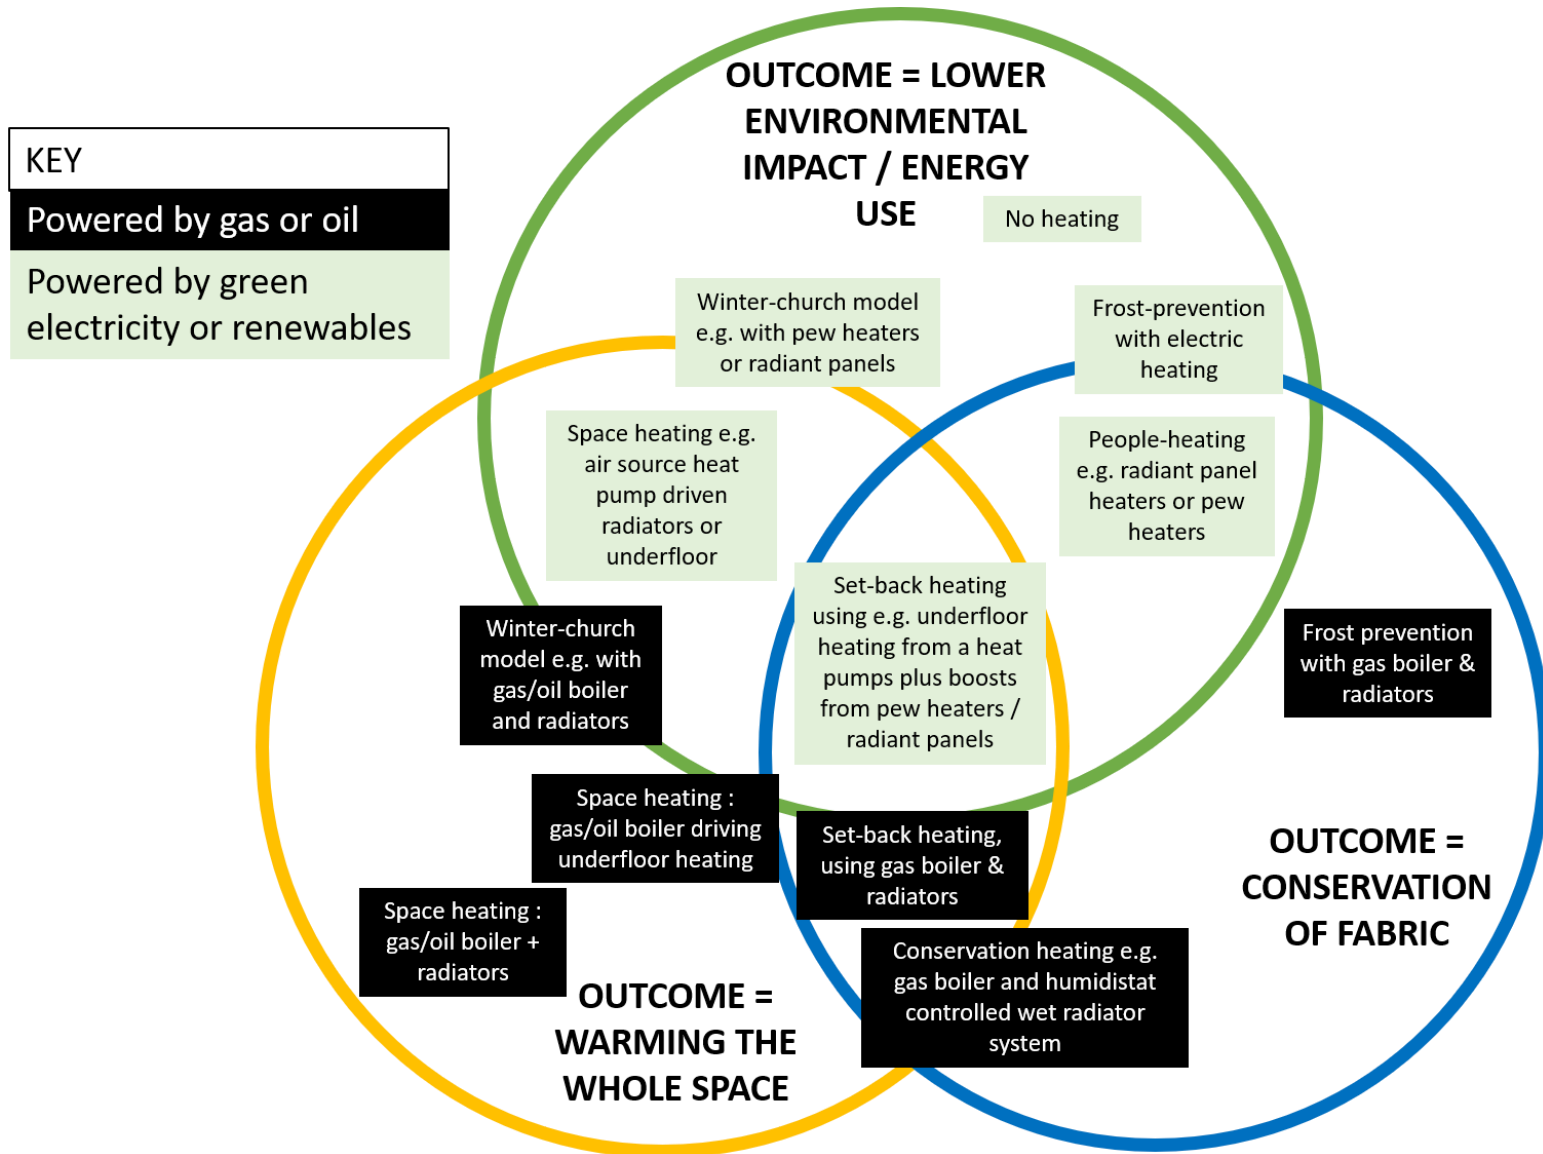 OUTCOME = LOWER
ENVIRONMENTAL
IMPACT / ENERGY
USE
KEY
Powered by gas or oil
Powered by green
electricity or renewables
No heating
Winter-church model
e.g. with pew heaters
or radiant panels
Frost-prevention
with electric
heating
Space heating e.g.
air source heat
pump driven
radiators or
underfloor
People-heating
e.g. radiant panel
heaters or pew
heaters
Set-back heating
using e.g. underfloor
heating from a heat
pumps plus boosts
from pew heaters /
radiant panels
Winter-church
model e.g. with
gas/oil boiler
and radiators
Frost prevention
with gas boiler &
radiators
Space heating :
gas/oil boiler driving
underfloor heating
Set-back heating,
using gas boiler &
radiators
OUTCOME =
CONSERVATION
OF FABRIC
Space heating :
gas/oil boiler +
radiators
Conservation heating e.g.
gas boiler and humidistat
controlled wet radiator
system
OUTCOME =
WARMING THE
WHOLE SPACE